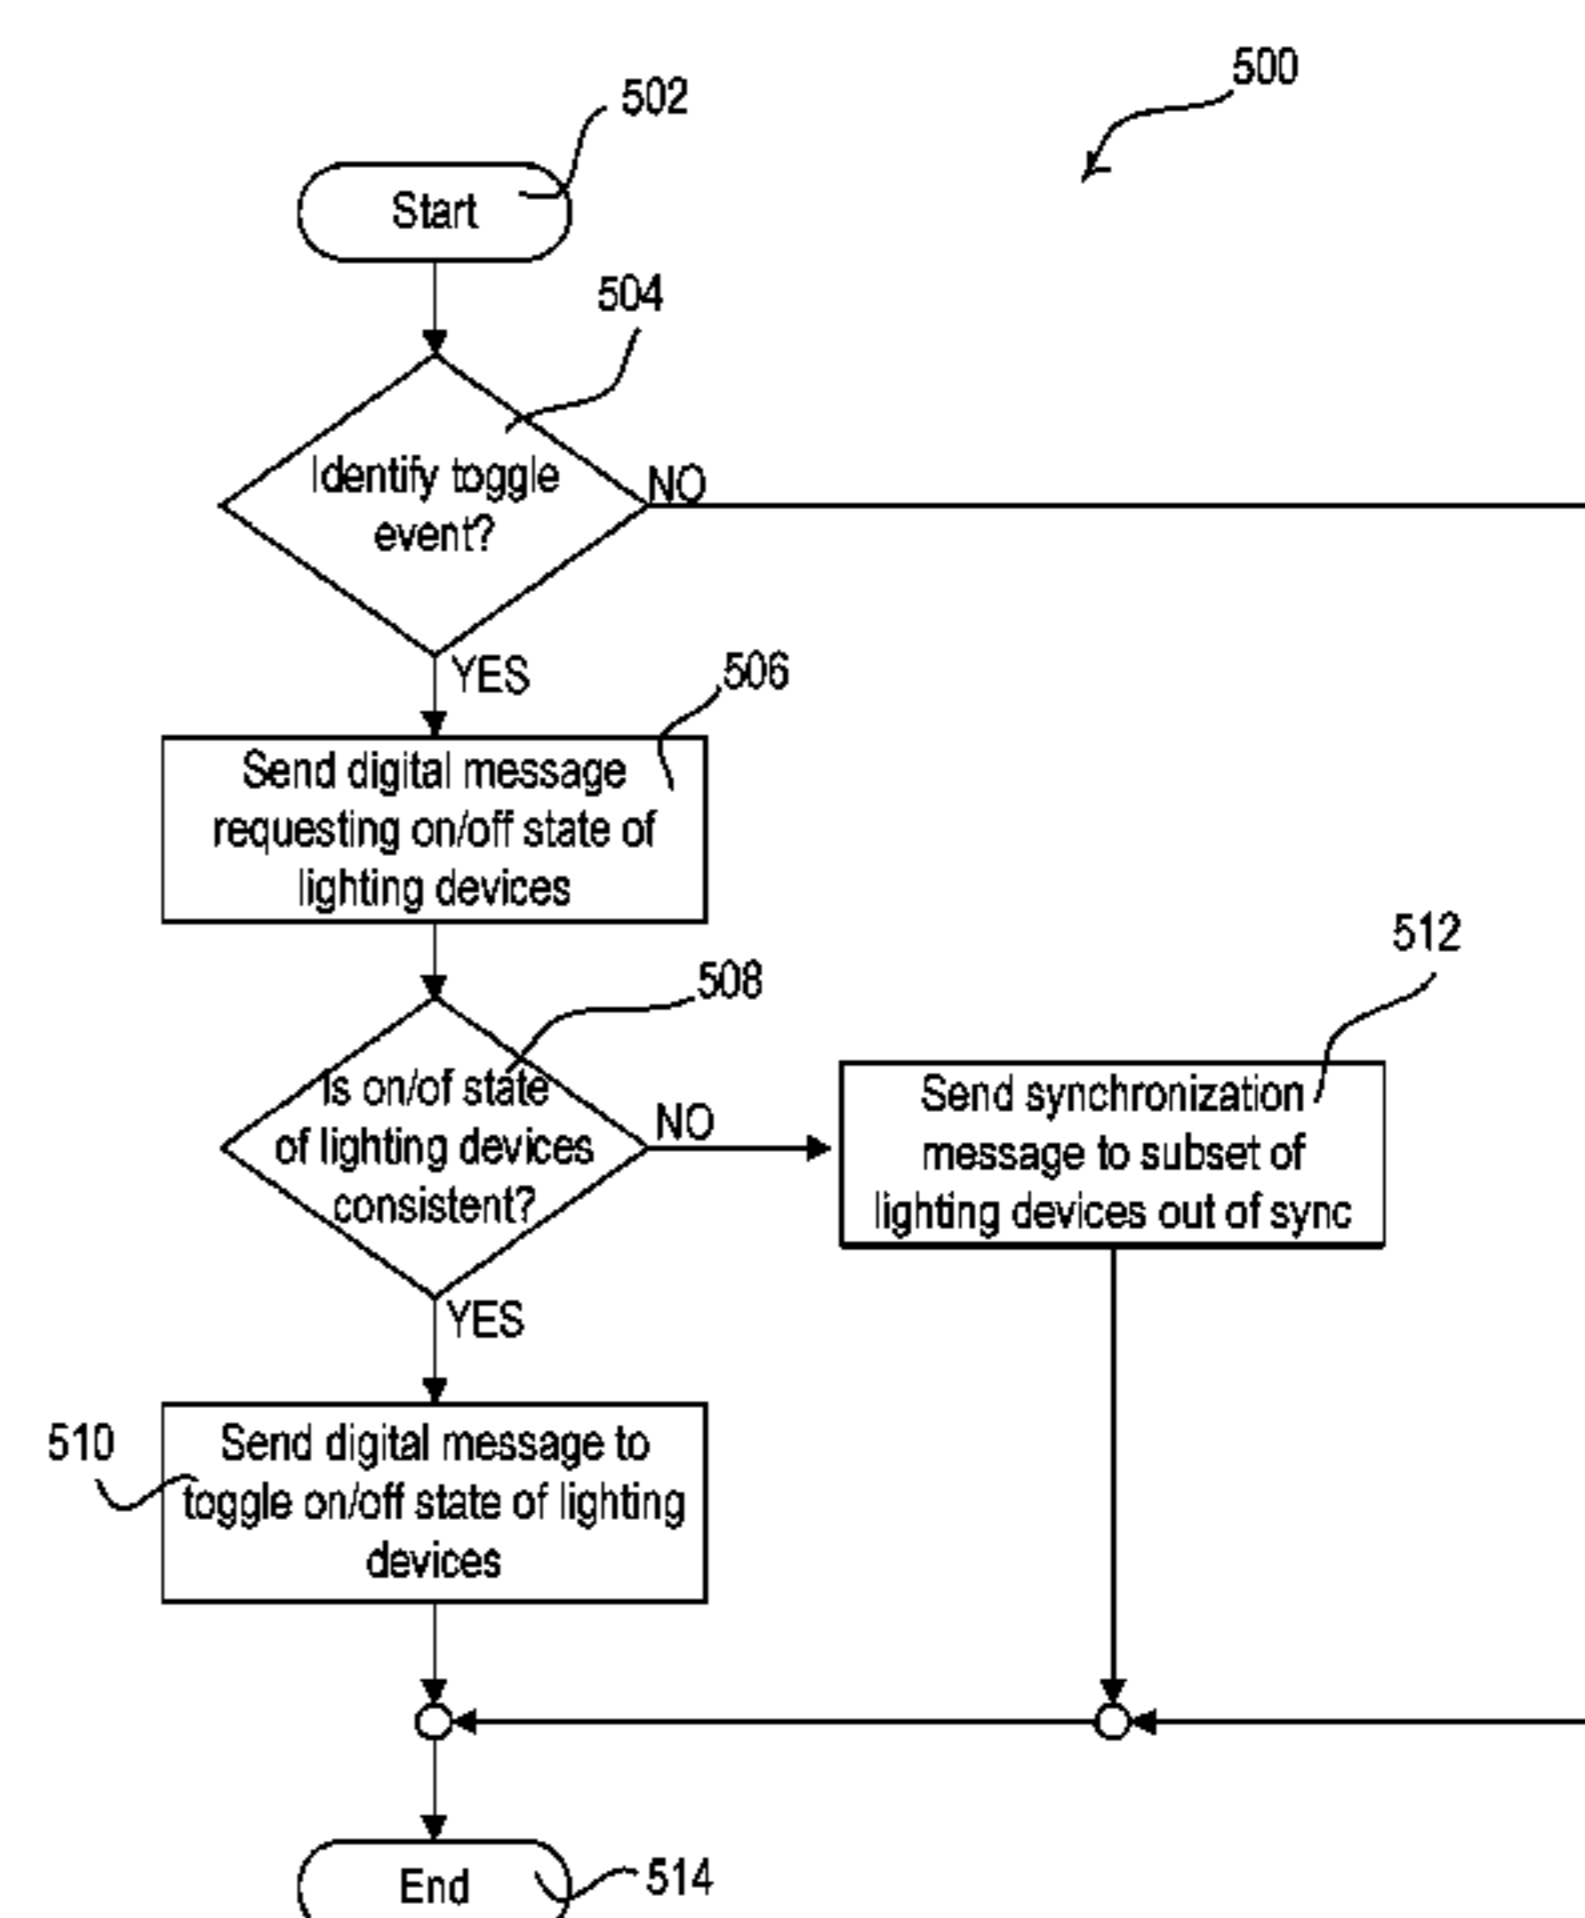 500
502
Start
504
Identify toggle
event?
NO
YES
506
Send digital message
requesting on/off state of
lighting devices
508
Is on/of state
of lighting devices
consistent?
NO
512
Send synchronization
message to subset of
lighting devices out of sync
YES
510
Send digital message to
toggle on/off state of lighting
devices
End
514